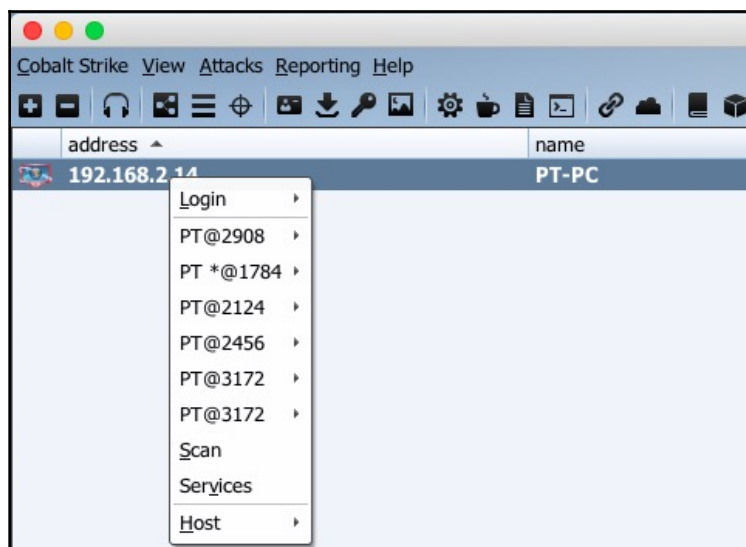 Cobalt Strike View Attacks Reporting Help
address name
192.168.2.14 PT-PC
Login
PT@2908
PT *@1784
PT@2124
PT@2456
PT@3172
PT@3172
Scan
Services
Host